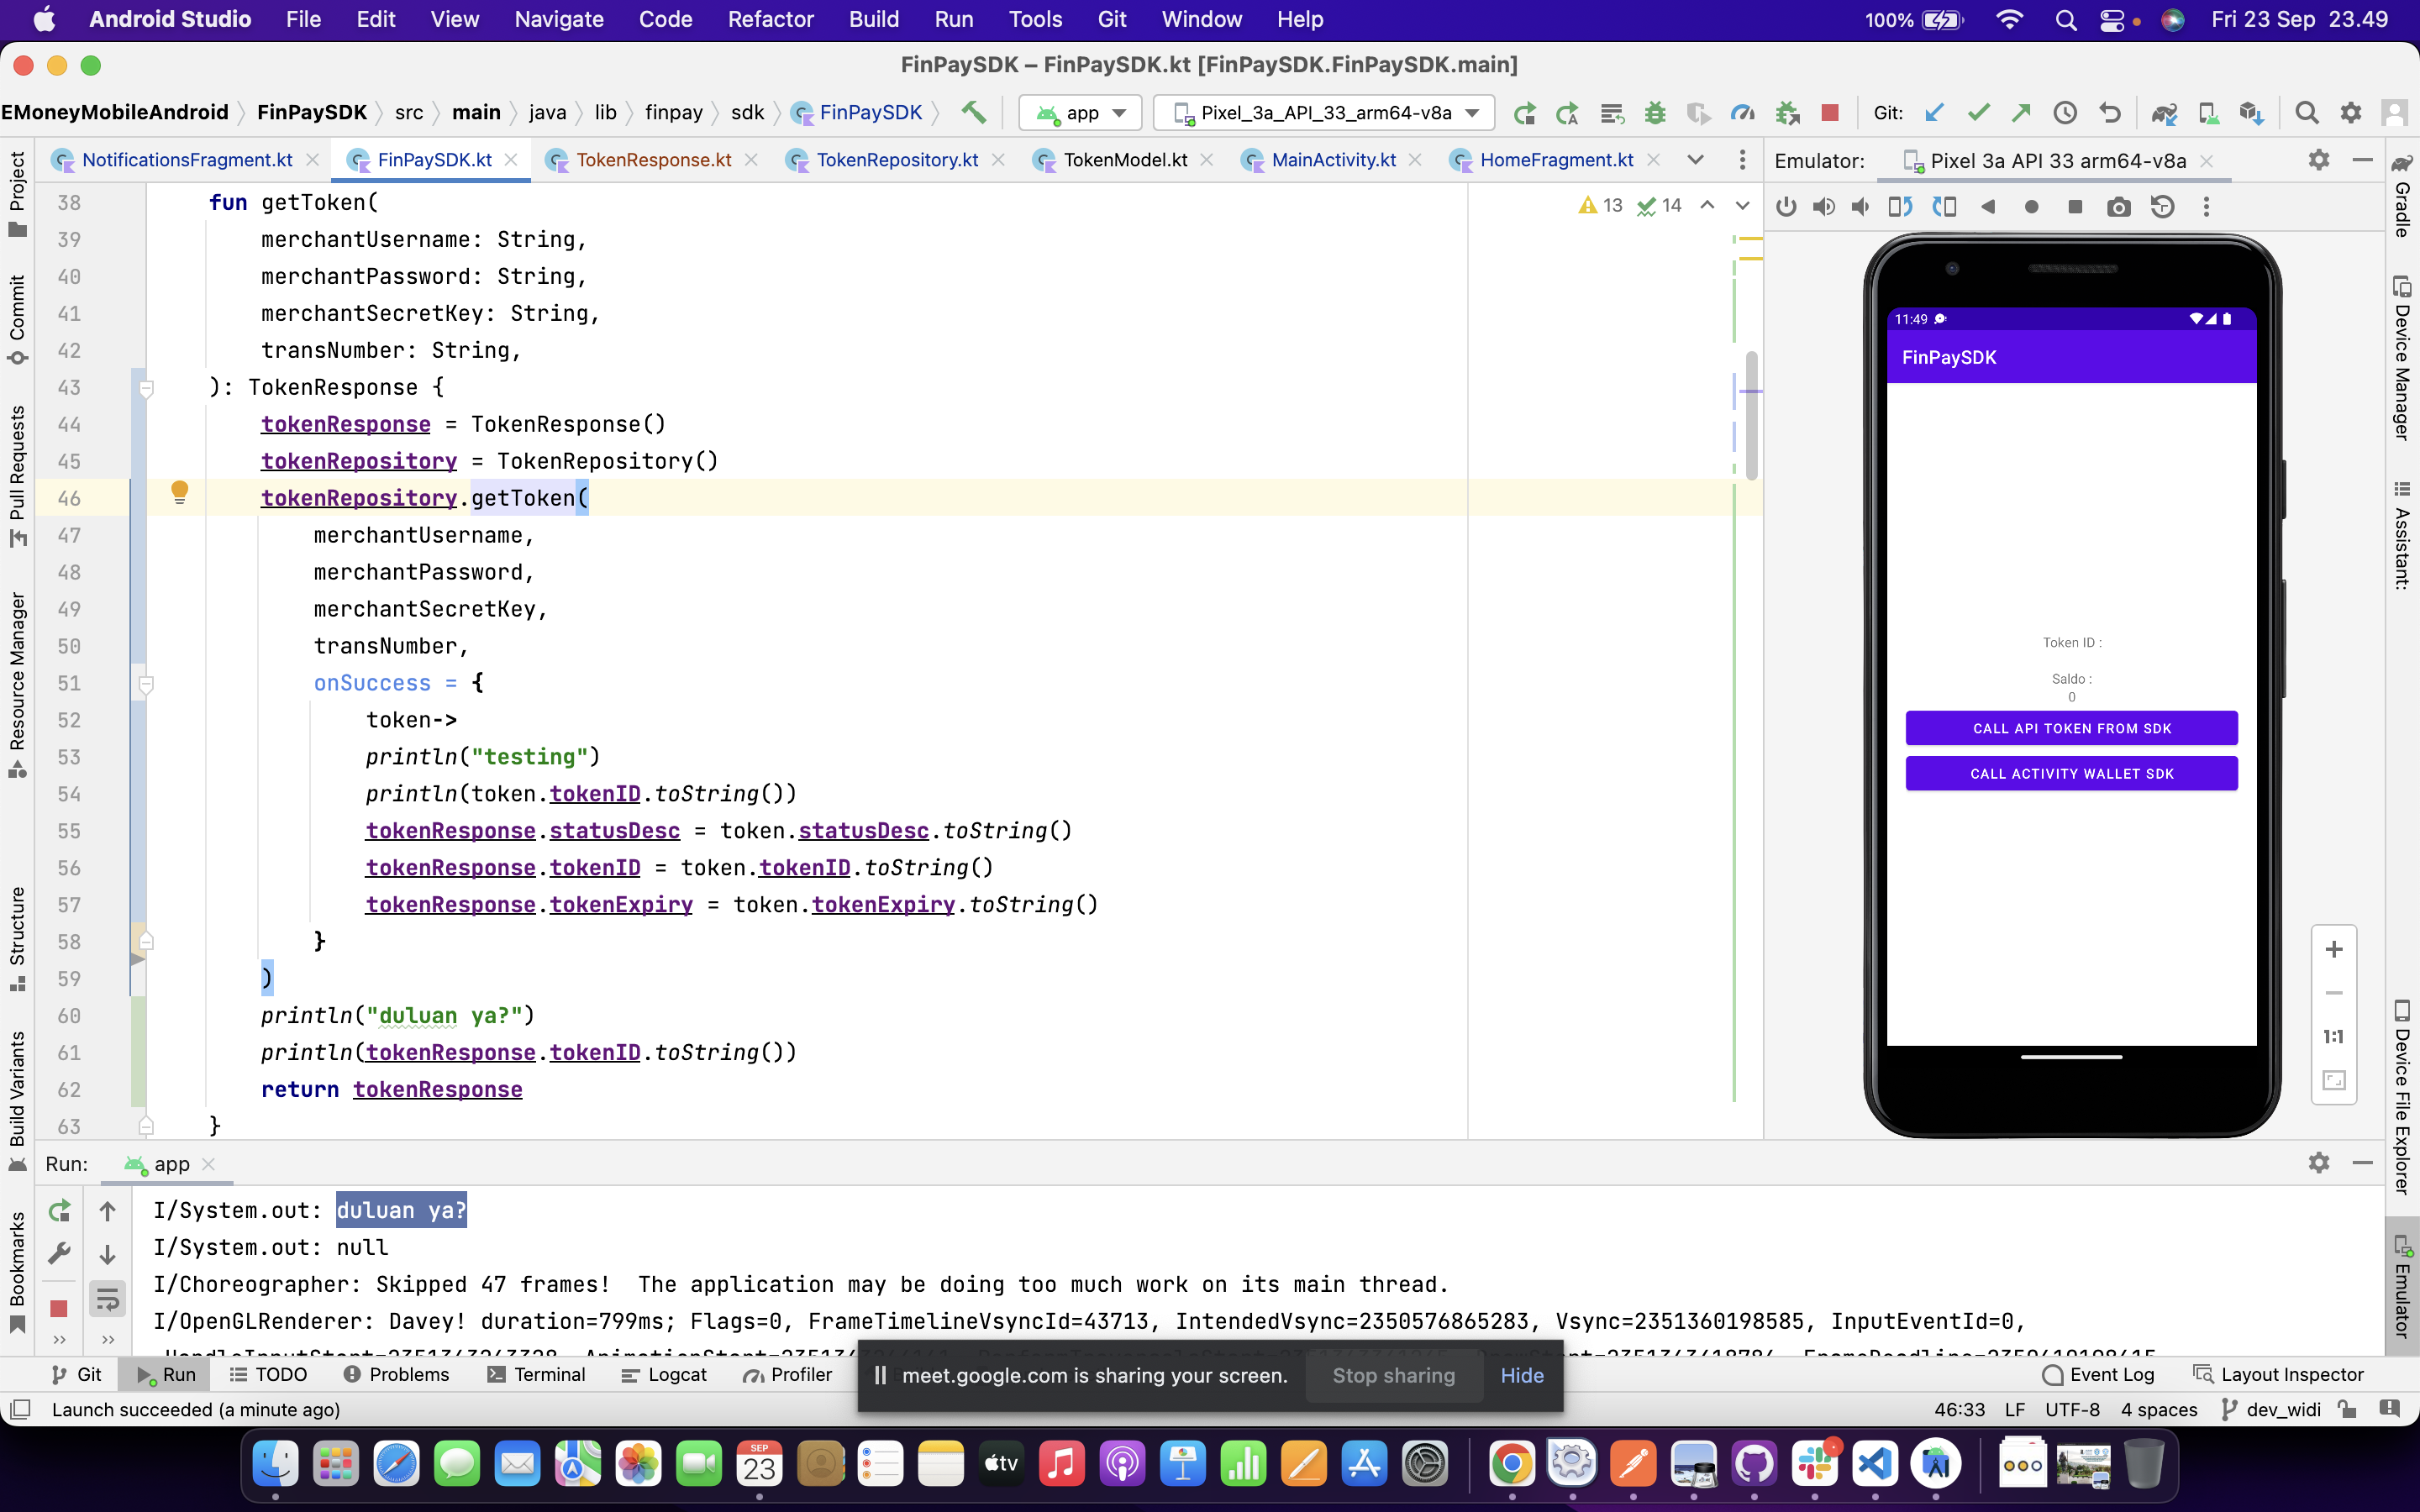 Android Studio File Edit View Navigate Code Refactor Build Run Tools Git Window Help 100% Fri 23 Sep 23.49
FinPaySDK – FinPaySDK.kt [FinPaySDK.FinPaySDK.main]
EMoneyMobileAndroid FinPaySDK src main java lib finpay sdk FinPaySDK app Pixel_3a_API_33_arm64-v8a Git:
NotificationsFragment.kt FinPaySDK.kt TokenResponse.kt TokenRepository.kt TokenModel.kt MainActivity.kt HomeFragment.kt Emulator: Pixel 3a API 33 arm64-v8a
13 14
38 fun getToken(
39 merchantUsername: String,
40 merchantPassword: String,
41 merchantSecretKey: String,
42 transNumber: String,
43 ): TokenResponse {
44 tokenResponse = TokenResponse()
45 tokenRepository = TokenRepository()
46 tokenRepository.getToken(
47 merchantUsername,
48 merchantPassword,
49 merchantSecretKey,
50 transNumber,
51 onSuccess = {
52 token->
53 println("testing")
54 println(token.tokenID.toString())
55 tokenResponse.statusDesc = token.statusDesc.toString()
56 tokenResponse.tokenID = token.tokenID.toString()
57 tokenResponse.tokenExpiry = token.tokenExpiry.toString()
58 }
59 )
60 println("duluan ya?")
61 println(tokenResponse.tokenID.toString())
62 return tokenResponse
63 }
Project
Commit
Pull Requests
Resource Manager
Structure
Build Variants
Bookmarks
11:49
FinPaySDK
Token ID :
Saldo :
0
CALL API TOKEN FROM SDK
CALL ACTIVITY WALLET SDK
1:1
Gradle
Device Manager
Assistant:
Device File Explorer
Emulator
Run: app
I/System.out: duluan ya?
I/System.out: null
I/Choreographer: Skipped 47 frames!  The application may be doing too much work on its main thread.
I/OpenGLRenderer: Davey! duration=799ms; Flags=0, FrameTimelineVsyncId=43713, IntendedVsync=2350576865283, Vsync=2351360198585, InputEventId=0,
meet.google.com is sharing your screen. Stop sharing Hide
Git Run TODO Problems Terminal Logcat Profiler Event Log Layout Inspector
Launch succeeded (a minute ago) 46:33 LF UTF-8 4 spaces dev_widi
SEP
23
tv